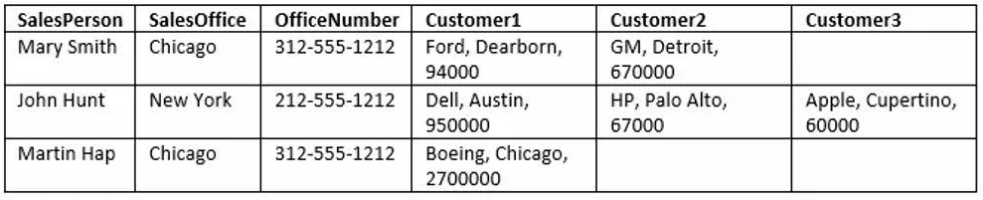 SalesPerson SalesOffice OfficeNumber Customer1 Customer2 Customer3
Mary Smith Chicago 312-555-1212 Ford, Dearborn, GM, Detroit,
94000 670000
John Hunt New York 212-555-1212 Dell, Austin, HP, Palo Alto, Apple, Cupertino,
950000 67000 60000
Martin Hap Chicago 312-555-1212 Boeing, Chicago,
2700000